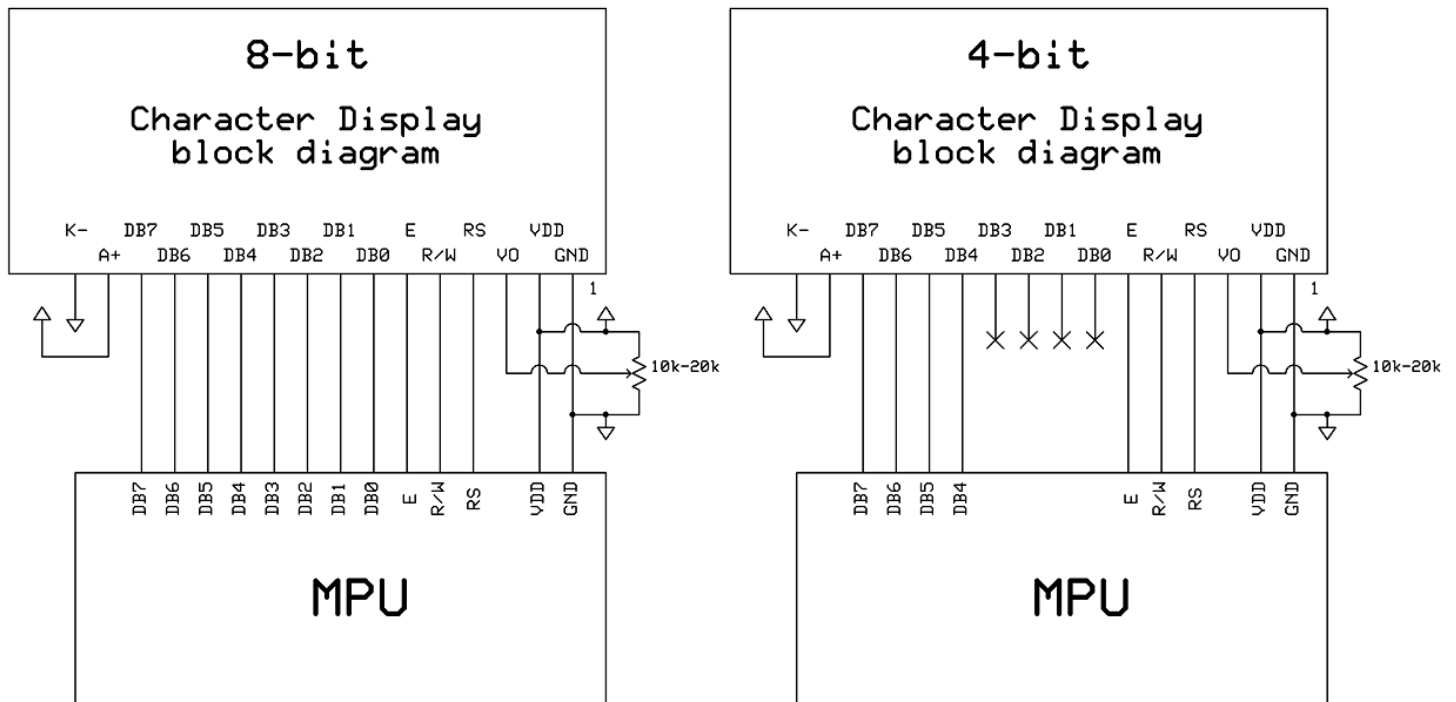 8-bit
Character Display
block diagram
K- DB7 DB5 DB3 DB1 E RS VDD
A+ DB6 DB4 DB2 DB0 R/W VO GND
1
10k-20k
DB7 DB6 DB5 DB4 DB3 DB2 DB1 DB0 E R/W RS VDD GND
MPU
4-bit
Character Display
block diagram
K- DB7 DB5 DB3 DB1 E RS VDD
A+ DB6 DB4 DB2 DB0 R/W VO GND
1
10k-20k
DB7 DB6 DB5 DB4 E R/W RS VDD GND
MPU